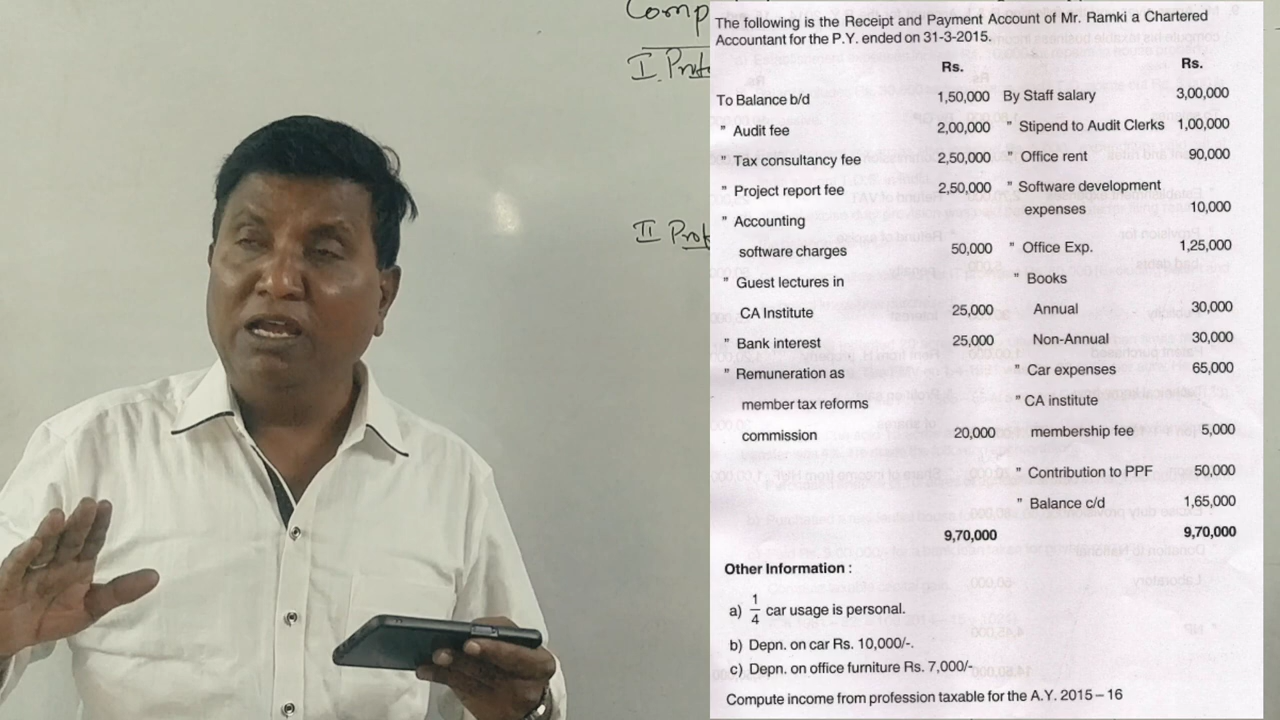 Comp
I. Prof
II Prof
The following is the Receipt and Payment Account of Mr. Ramki a Chartered
Accountant for the P.Y. ended on 31-3-2015.
Rs. Rs.
To Balance b/d 1,50,000 By Staff salary 3,00,000
" Audit fee 2,00,000 " Stipend to Audit Clerks 1,00,000
" Tax consultancy fee 2,50,000 " Office rent 90,000
" Project report fee 2,50,000 " Software development
" Accounting expenses 10,000
software charges 50,000 " Office Exp. 1,25,000
" Guest lectures in " Books
CA Institute 25,000 Annual 30,000
" Bank interest 25,000 Non-Annual 30,000
" Remuneration as " Car expenses 65,000
member tax reforms " CA institute
commission 20,000 membership fee 5,000
" Contribution to PPF 50,000
" Balance c/d 1,65,000
9,70,000 9,70,000
Other Information :
a) 1/4 car usage is personal.
b) Depn. on car Rs. 10,000/-.
c) Depn. on office furniture Rs. 7,000/-
Compute income from profession taxable for the A.Y. 2015 – 16